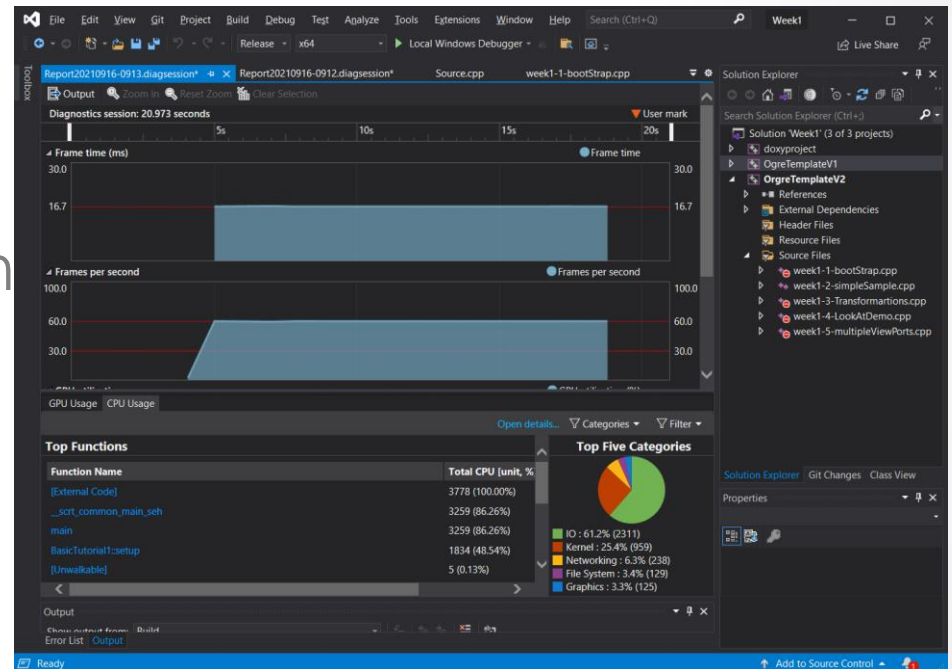 File Edit View Git Project Build Debug Test Analyze Tools Extensions Window Help Search (Ctrl+Q) Week1
Release x64 Local Windows Debugger Live Share
Toolbox
Report20210916-0913.diagsession* Report20210916-0912.diagsession* Source.cpp week1-1-bootStrap.cpp
Output Zoom In Reset Zoom Clear Selection
Diagnostics session: 20.973 seconds User mark
5s 10s 15s 20s
Frame time (ms) Frame time
30.0 30.0
16.7 16.7
Frames per second Frames per second
100.0 100.0
60.0 60.0
30.0 30.0
GPU Usage CPU Usage
Open details... Categories Filter
Top Functions
Function Name Total CPU [unit, %
[External Code] 3778 (100.00%)
__scrt_common_main_seh 3259 (86.26%)
main 3259 (86.26%)
BasicTutorial1::setup 1834 (48.54%)
[Unwalkable] 5 (0.13%)
Top Five Categories
IO : 61.2% (2311)
Kernel : 25.4% (959)
Networking : 6.3% (238)
File System : 3.4% (129)
Graphics : 3.3% (125)
Output
Show output from: Build
Error List Output
Solution Explorer
Search Solution Explorer (Ctrl+;)
Solution 'Week1' (3 of 3 projects)
doxyproject
OgreTemplateV1
OrgreTemplateV2
References
External Dependencies
Header Files
Resource Files
Source Files
week1-1-bootStrap.cpp
week1-2-simpleSample.cpp
week1-3-Transformartions.cpp
week1-4-LookAtDemo.cpp
week1-5-multipleViewPorts.cpp
Solution Explorer Git Changes Class View
Properties
Ready Add to Source Control 1